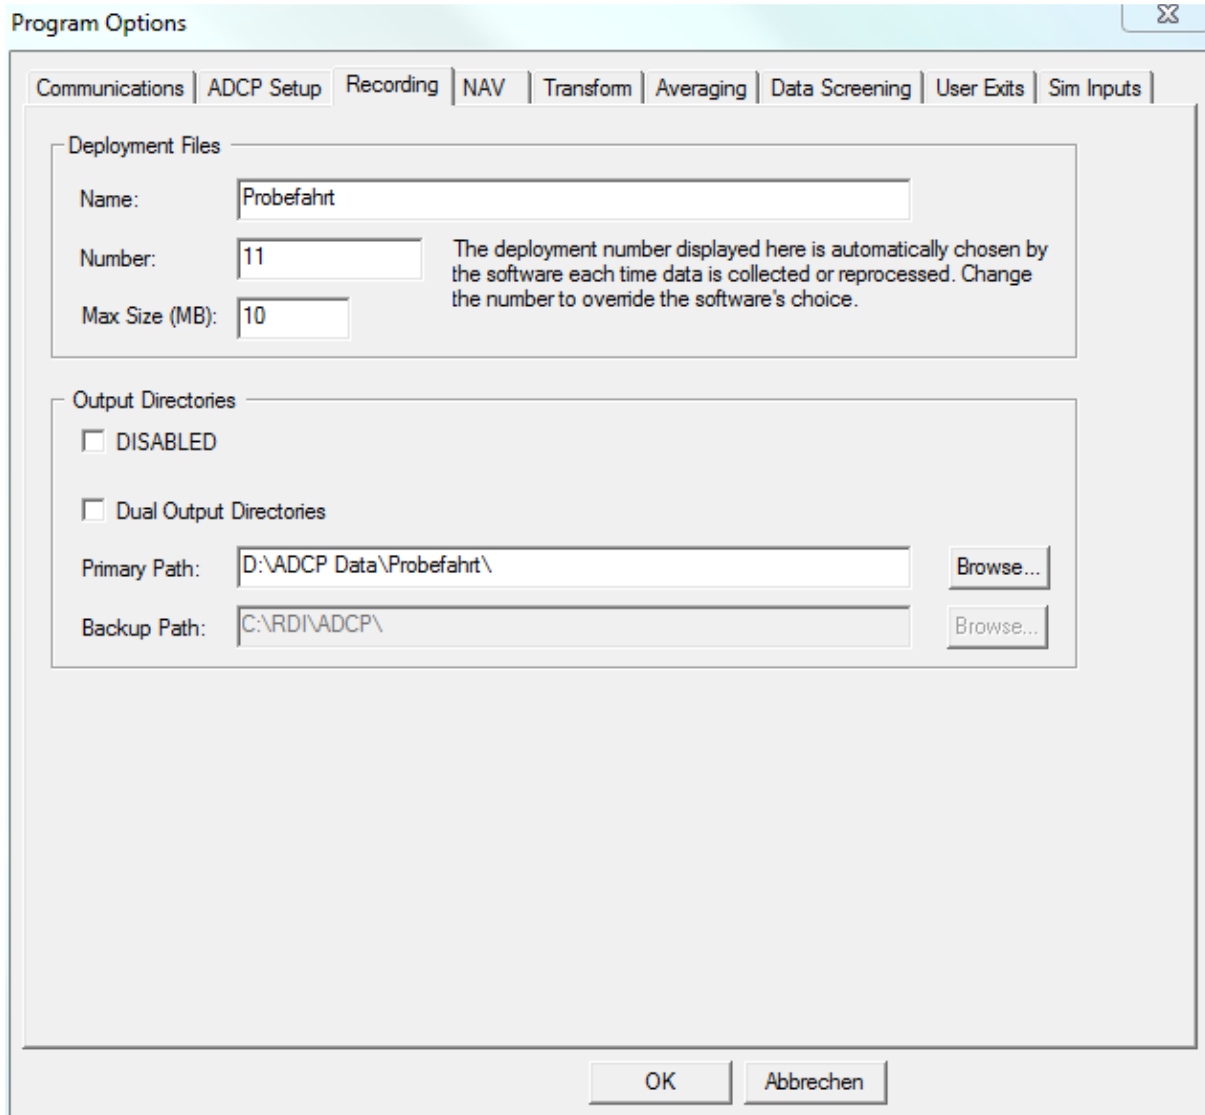 Program Options
Communications ADCP Setup Recording NAV Transform Averaging Data Screening User Exits Sim Inputs
Deployment Files
Name: Probefahrt
Number: 11
The deployment number displayed here is automatically chosen by
the software each time data is collected or reprocessed. Change
the number to override the software's choice.
Max Size (MB): 10
Output Directories
DISABLED
Dual Output Directories
Primary Path: D:\ADCP Data\Probefahrt\ Browse...
Backup Path: C:\RDI\ADCP\ Browse...
OK Abbrechen